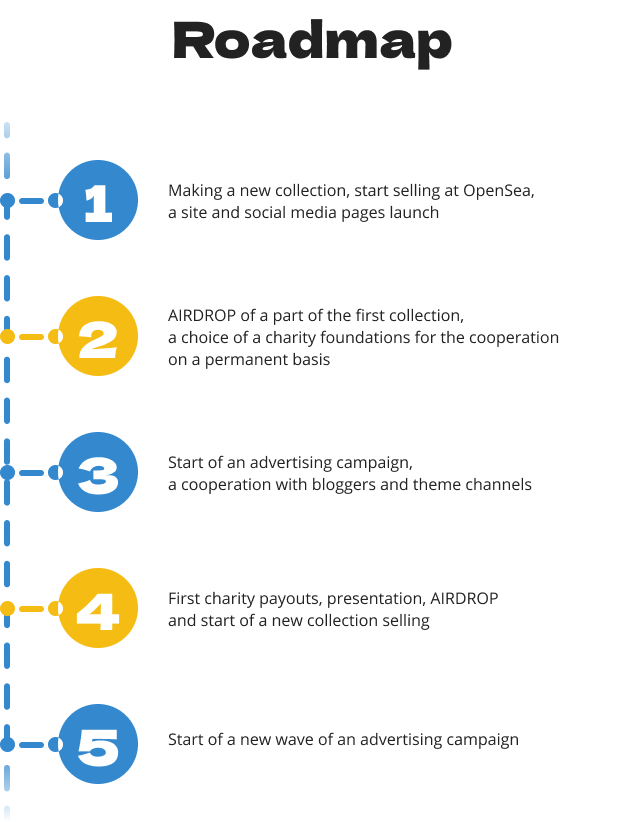 Roadmap
1
Making a new collection, start selling at OpenSea,
a site and social media pages launch
2
AIRDROP of a part of the first collection,
a choice of a charity foundations for the cooperation
on a permanent basis
3
Start of an advertising campaign,
a cooperation with bloggers and theme channels
4
First charity payouts, presentation, AIRDROP
and start of a new collection selling
5
Start of a new wave of an advertising campaign